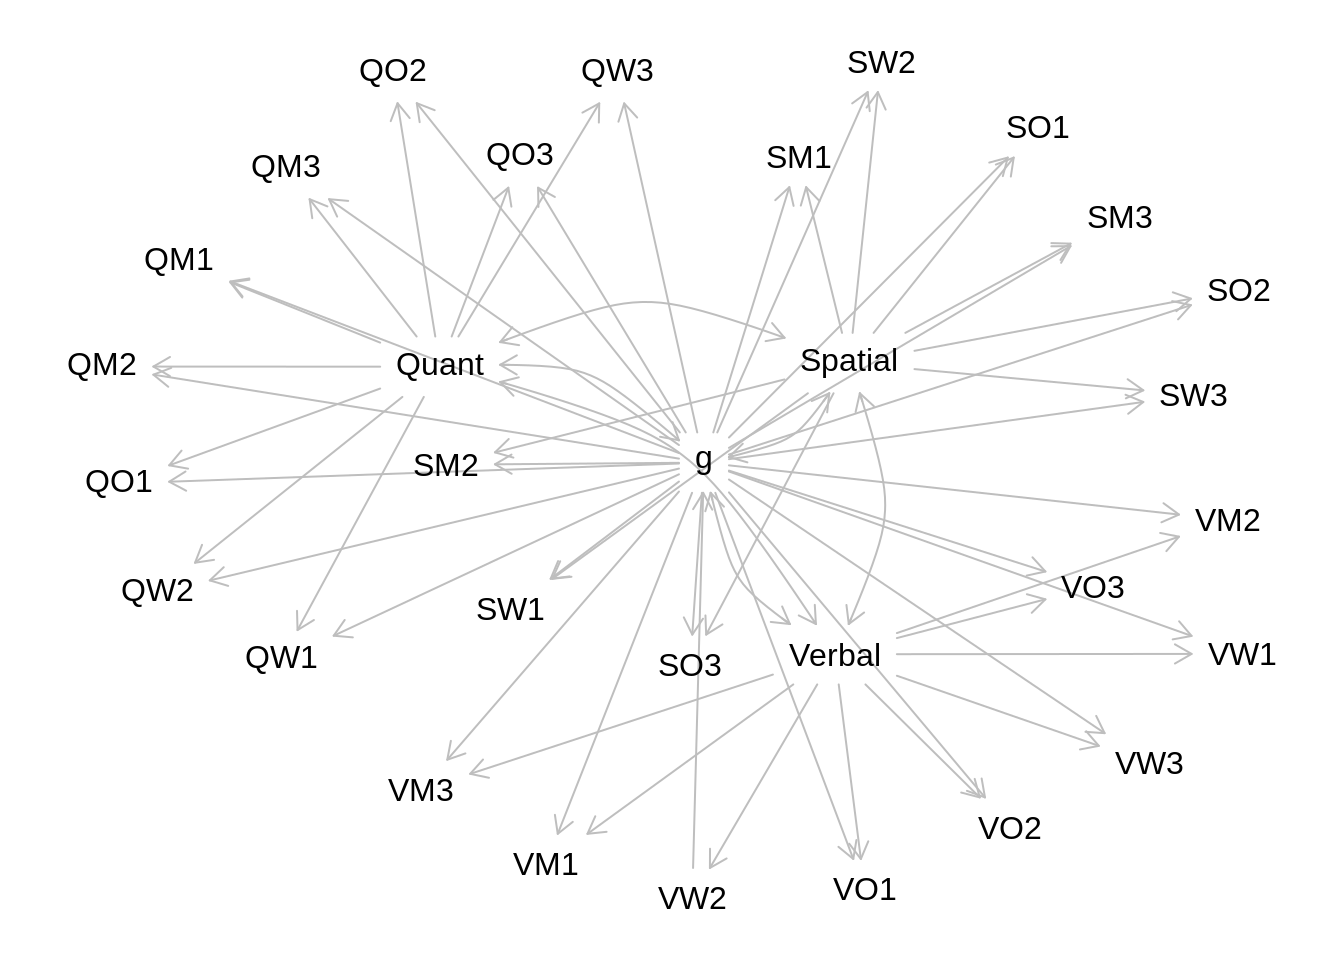 SW2
QO2
QW3
SO1
QO3
SM1
QM3
SM3
QM1
SO2
Quant
Spatial
QM2
SW3
g
SM2
QO1
VM2
QW2
VO3
SW1
QW1
SO3
Verbal
VW1
VW3
VM3
VO2
VM1
VO1
VW2